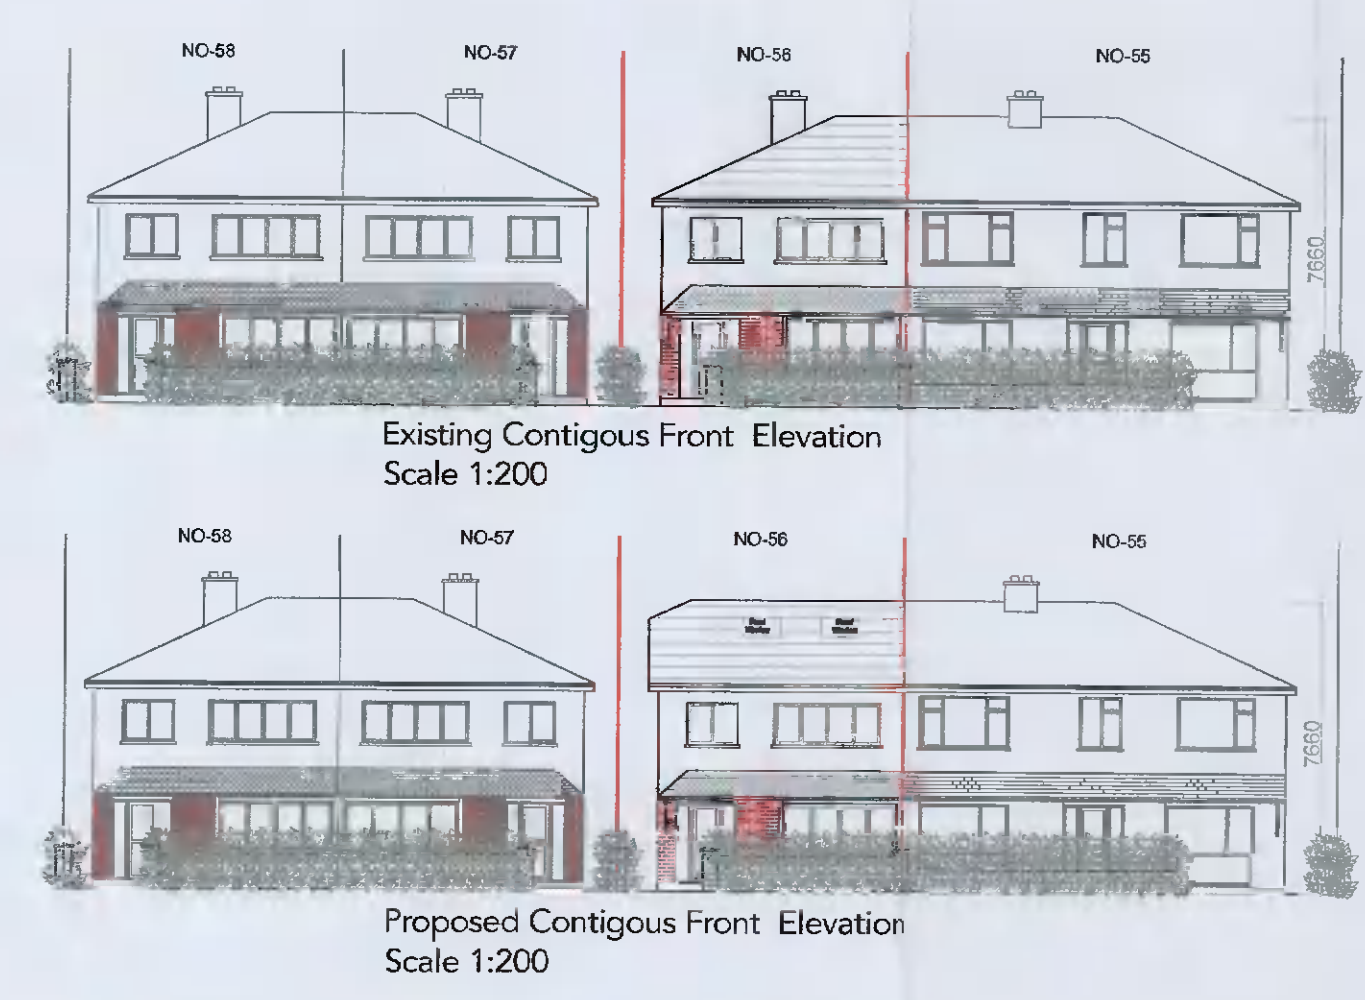 NO-58
NO-57
NO-56
NO-55
7660
Existing Contigous Front Elevation
Scale 1:200
NO-58
NO-57
NO-56
NO-55
7660
Proposed Contigous Front Elevation
Scale 1:200